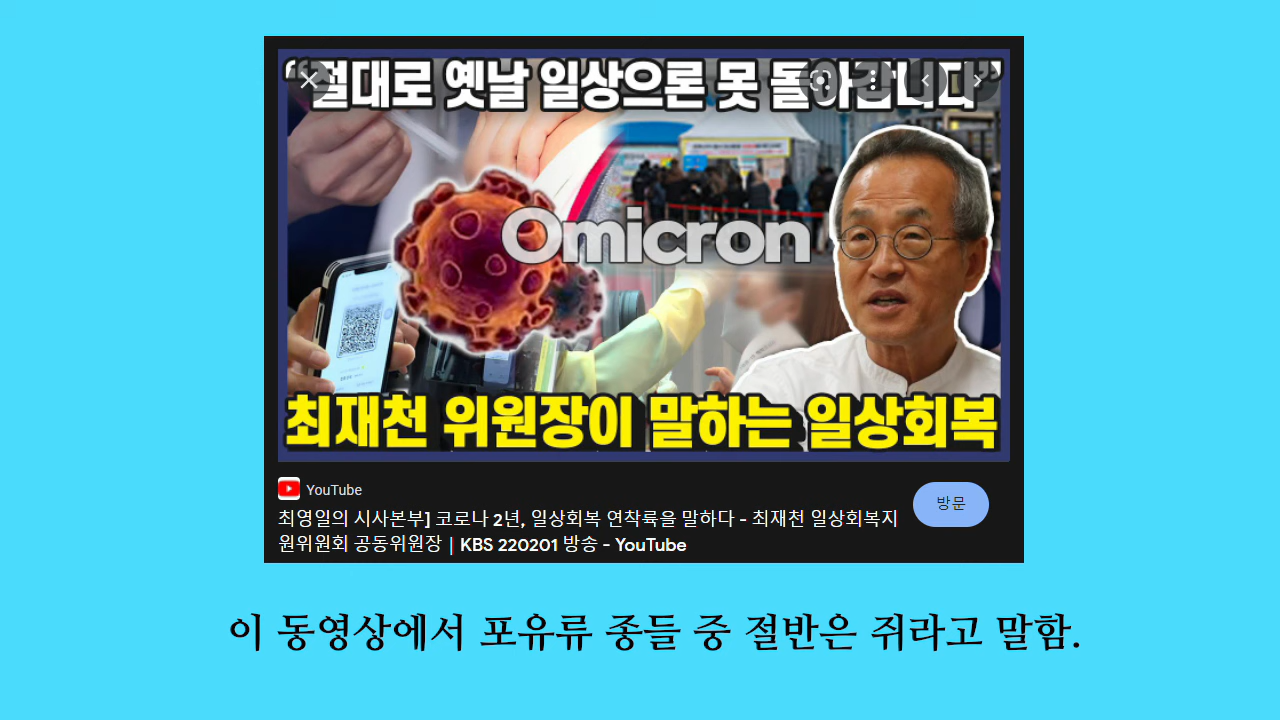 “절대로 옛날 일상으론 못 돌아갑니다”
Omicron
최재천 위원장이 말하는 일상회복
YouTube
최영일의 시사본부] 코로나 2년, 일상회복 연착륙을 말하다 - 최재천 일상회복지
원위원회 공동위원장 | KBS 220201 방송 - YouTube
방문
이 동영상에서 포유류 종들 중 절반은 쥐라고 말함.